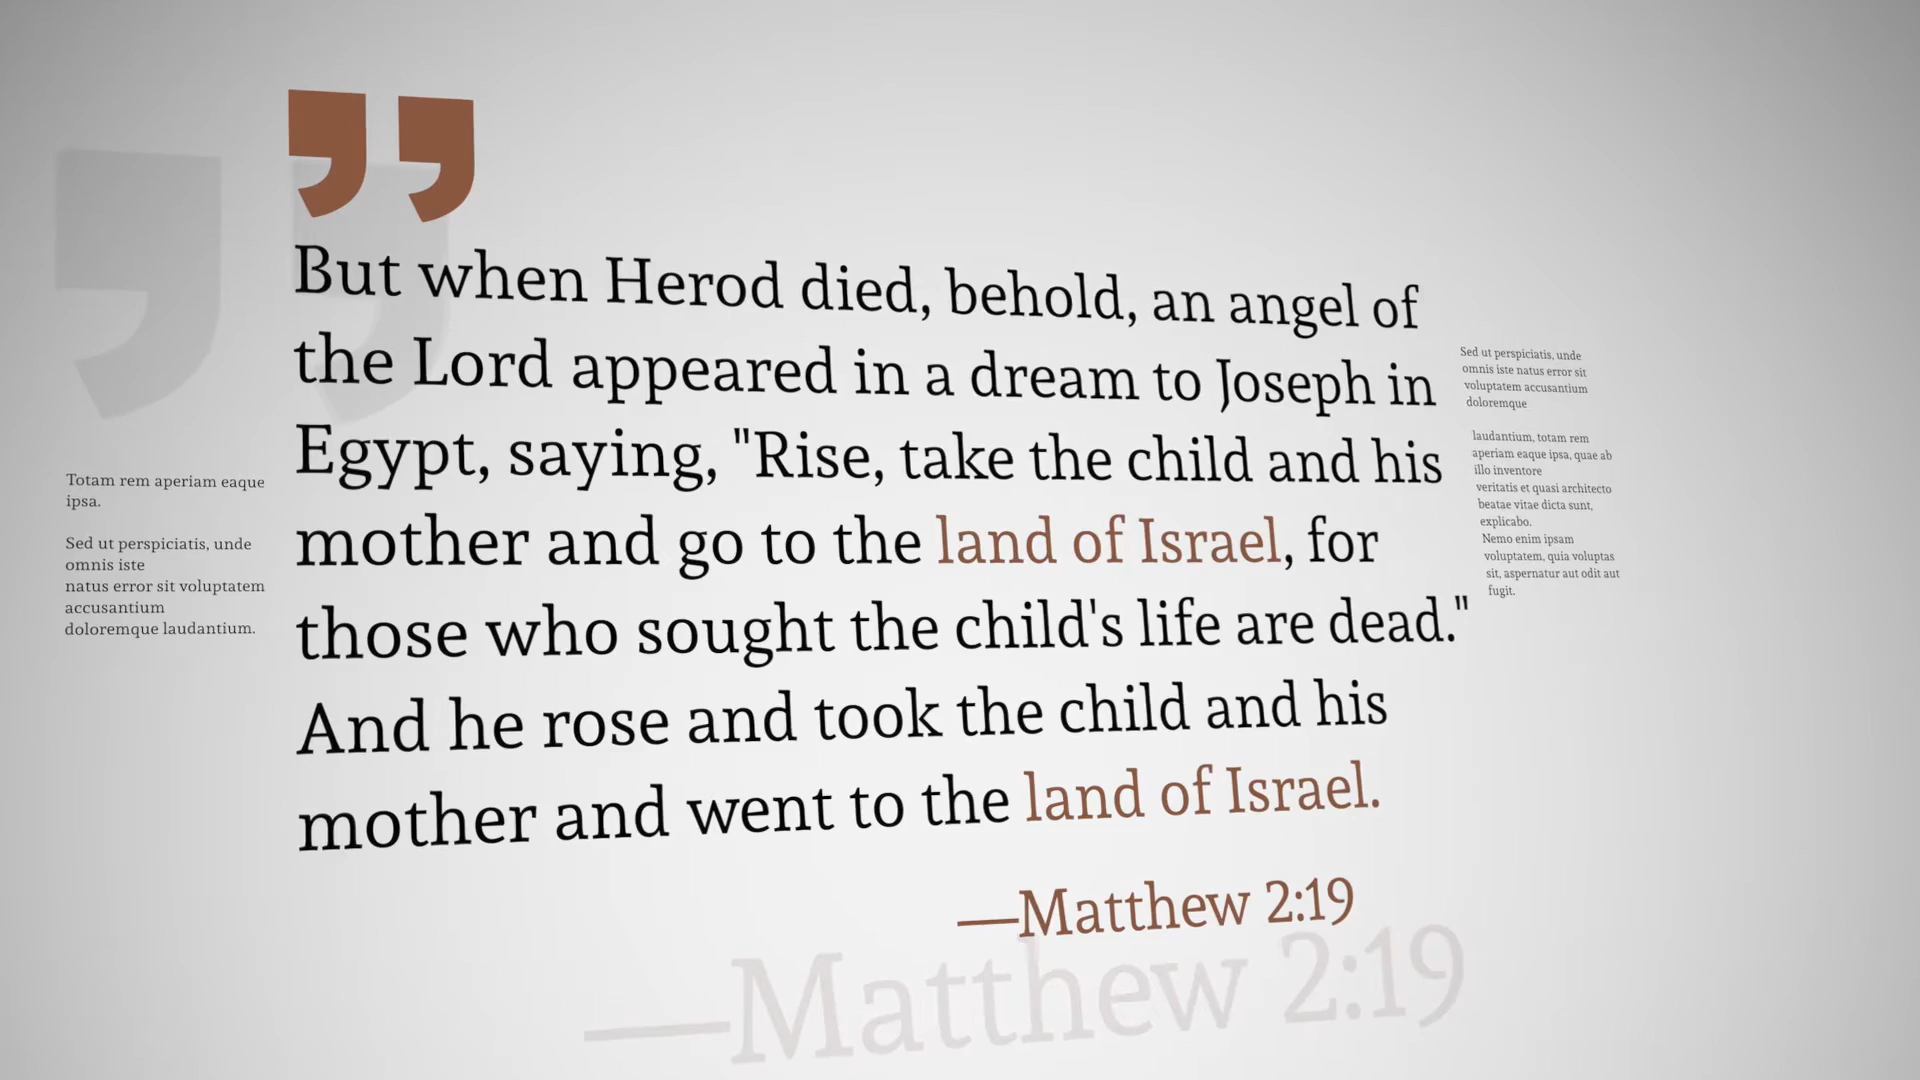 ”
But when Herod died, behold, an angel of
the Lord appeared in a dream to Joseph in
Egypt, saying, "Rise, take the child and his
mother and go to the land of Israel, for
those who sought the child's life are dead."
And he rose and took the child and his
mother and went to the land of Israel.
—Matthew 2:19
—Matthew 2:19
Totam rem aperiam eaque
ipsa.
Sed ut perspiciatis, unde
omnis iste
natus error sit voluptatem
accusantium
doloremque laudantium.
Sed ut perspiciatis, unde
omnis iste natus error sit
voluptatem accusantium
doloremque
laudantium, totam rem
aperiam eaque ipsa, quae ab
illo inventore
veritatis et quasi architecto
beatae vitae dicta sunt,
explicabo.
Nemo enim ipsam
voluptatem, quia voluptas
sit, aspernatur aut odit aut
fugit.